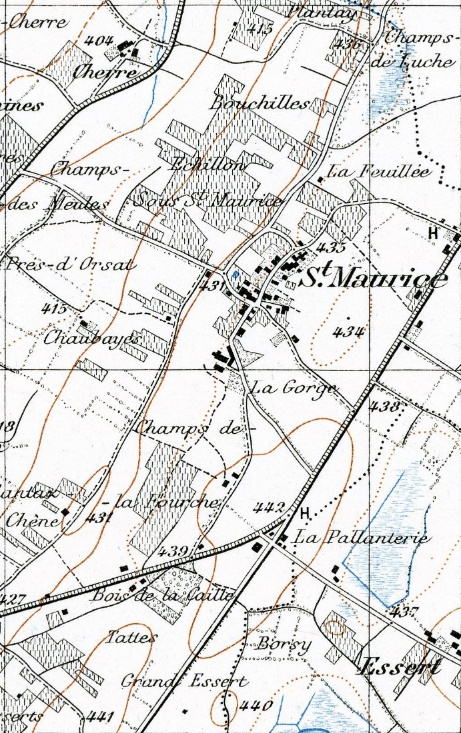 Cherre
415
Plantay
436
Champs-
de Luche
404
Cherre
Bouchilles
Echillon
La Feuillée
Champs-
des Meules
Sous St. Maurice
H
435
Prés-d'Orsat
431
St. Maurice
415
434
Chaubayes
La Gorge
438
Champs de -
- la Fourche
431
Chêne
442
H
La Pallanterie
439
427
Bois de la Caille
437
Tattes
Borsy
Essert
Grand Essert
440
441